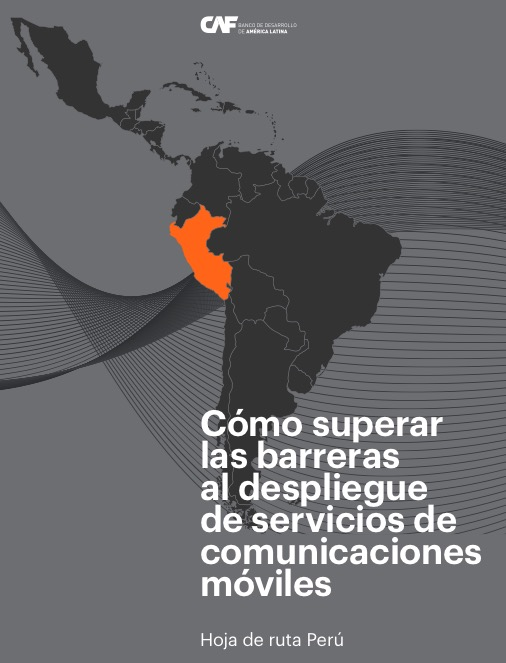 CAF BANCO DE DESARROLLO
DE AMÉRICA LATINA
Cómo superar
las barreras
al despliegue
de servicios de
comunicaciones
móviles
Hoja de ruta Perú